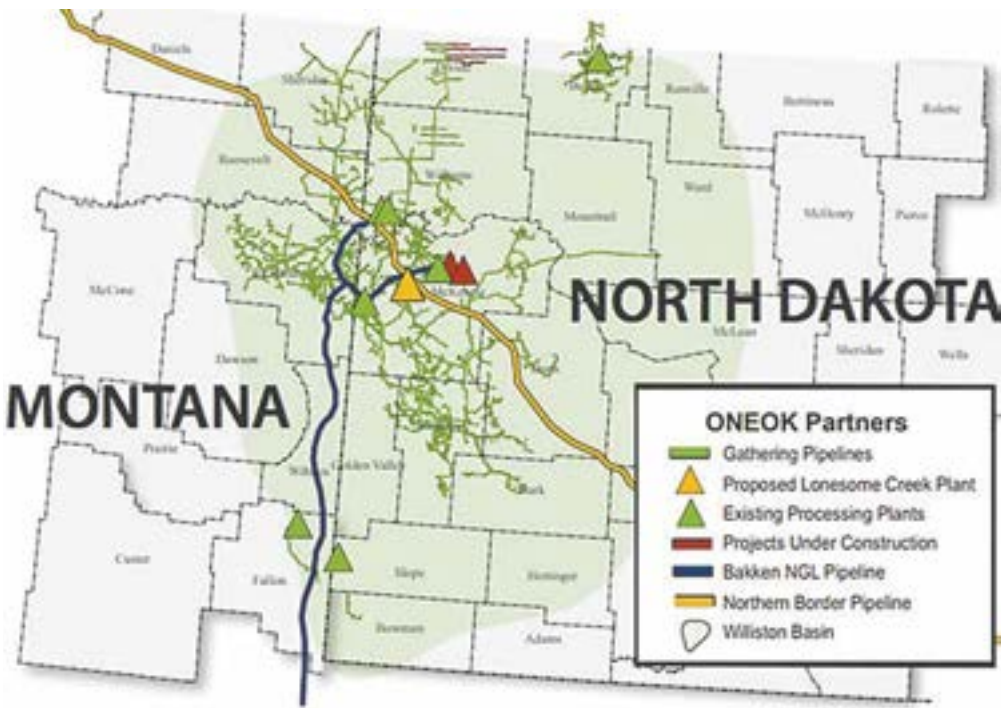 Daniels
Sheridan
Renville
Bottineau
Rolette
Roosevelt
Williams
Ward
Mountrail
McHenry
Pierce
McCone
NORTH DAKOTA
McLean
Dawson
Sheridan
Wells
MONTANA
Prairie
Wibaux
Golden Valley
Stark
Custer
Fallon
Slope
Hettinger
Bowman
Adams
ONEOK Partners
Gathering Pipelines
Proposed Lonesome Creek Plant
Existing Processing Plants
Projects Under Construction
Bakken NGL Pipeline
Northern Border Pipeline
Williston Basin